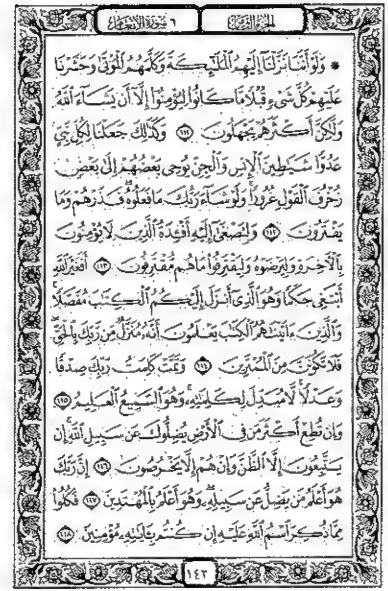 الجزء الثامن
٦ سورة الأنعام
* وَلَوْ أَنَّنَا نَزَّلْنَا إِلَيْهِمُ الْمَلَٰٓئِكَةَ وَكَلَّمَهُمُ الْمَوْتَىٰ وَحَشَرْنَا
عَلَيْهِمْ كُلَّ شَىْءٍ قُبُلًا مَّا كَانُوا۟ لِيُؤْمِنُوٓا۟ إِلَّآ أَن يَشَآءَ اللَّهُ
وَلَٰكِنَّ أَكْثَرَهُمْ يَجْهَلُونَ ١١١ وَكَذَٰلِكَ جَعَلْنَا لِكُلِّ نَبِىٍّ
عَدُوًّا شَيَٰطِينَ الْإِنسِ وَالْجِنِّ يُوحِى بَعْضُهُمْ إِلَىٰ بَعْضٍ
زُخْرُفَ الْقَوْلِ غُرُورًا وَلَوْ شَآءَ رَبُّكَ مَا فَعَلُوهُ فَذَرْهُمْ وَمَا
يَفْتَرُونَ ١١٢ وَلِتَصْغَىٰٓ إِلَيْهِ أَفْـِٔدَةُ الَّذِينَ لَا يُؤْمِنُونَ
بِالْءَاخِرَةِ وَلِيَرْضَوْهُ وَلِيَقْتَرِفُوا۟ مَا هُم مُّقْتَرِفُونَ ١١٣ أَفَغَيْرَ اللَّهِ
أَبْتَغِى حَكَمًا وَهُوَ الَّذِىٓ أَنزَلَ إِلَيْكُمُ الْكِتَٰبَ مُفَصَّلًا
وَالَّذِينَ ءَاتَيْنَٰهُمُ الْكِتَٰبَ يَعْلَمُونَ أَنَّهُۥ مُنَزَّلٌ مِّن رَّبِّكَ بِالْحَقِّ
فَلَا تَكُونَنَّ مِنَ الْمُمْتَرِينَ ١١٤ وَتَمَّتْ كَلِمَتُ رَبِّكَ صِدْقًا
وَعَدْلًا لَّا مُبَدِّلَ لِكَلِمَٰتِهِۦ وَهُوَ السَّمِيعُ الْعَلِيمُ ١١٥
وَإِن تُطِعْ أَكْثَرَ مَن فِى الْأَرْضِ يُضِلُّوكَ عَن سَبِيلِ اللَّهِ إِن
يَتَّبِعُونَ إِلَّا الظَّنَّ وَإِنْ هُمْ إِلَّا يَخْرُصُونَ ١١٦ إِنَّ رَبَّكَ
هُوَ أَعْلَمُ مَن يَضِلُّ عَن سَبِيلِهِۦ وَهُوَ أَعْلَمُ بِالْمُهْتَدِينَ ١١٧ فَكُلُوا۟
مِمَّا ذُكِرَ اسْمُ اللَّهِ عَلَيْهِ إِن كُنتُم بِـَٔايَٰتِهِۦ مُؤْمِنِينَ ١١٨
١٤٢